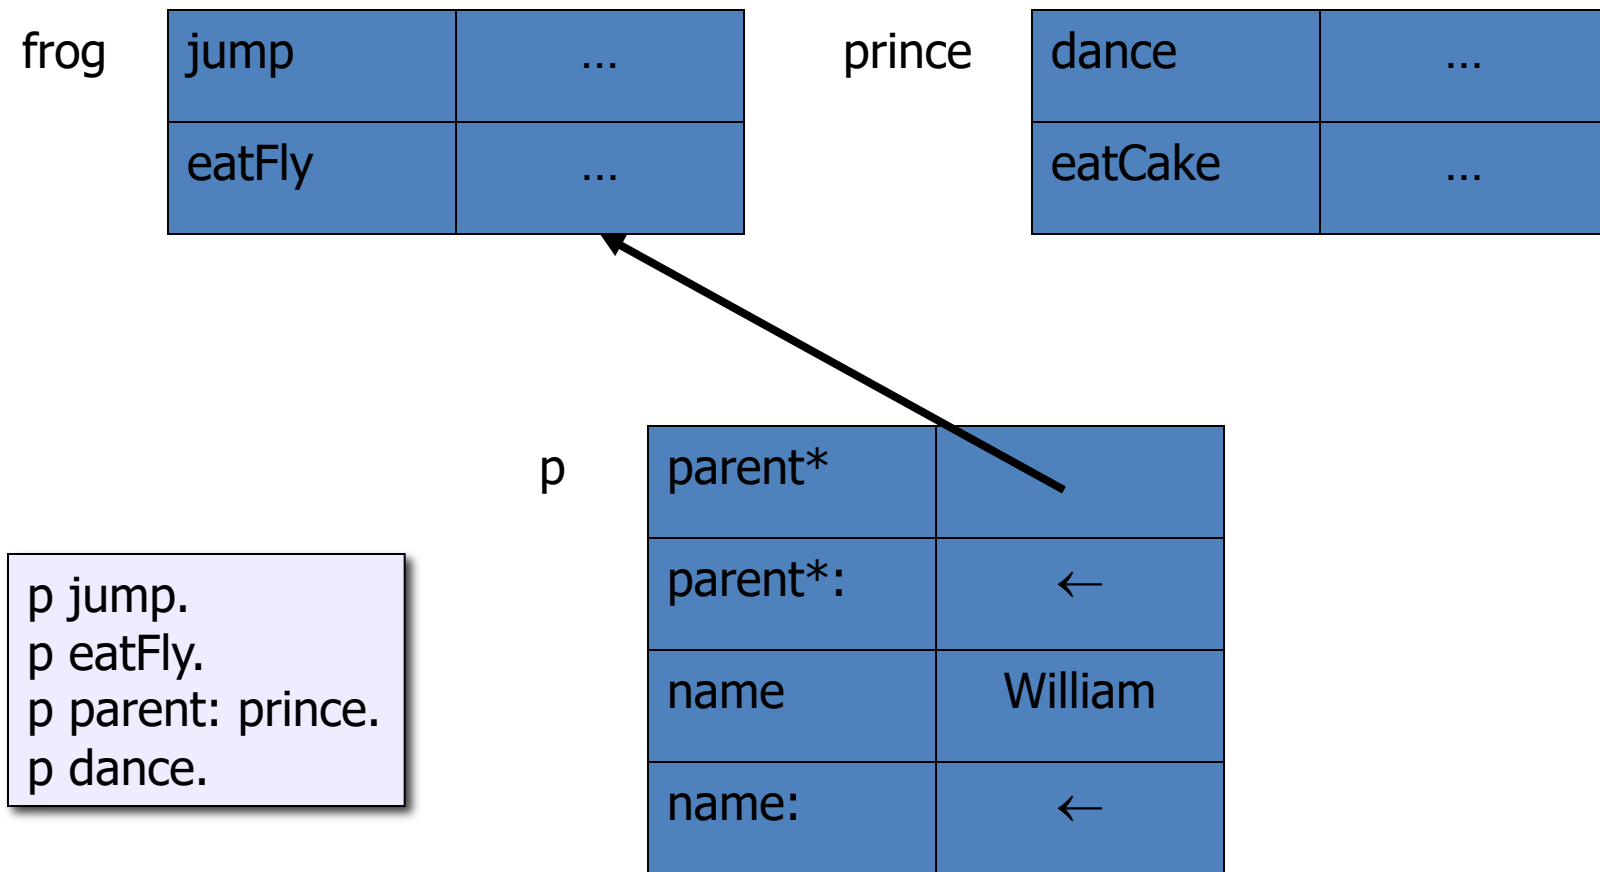 frog jump … prince dance …
eatFly … eatCake …
p parent*
parent*: ←
name William
name: ←
p jump.
p eatFly.
p parent: prince.
p dance.